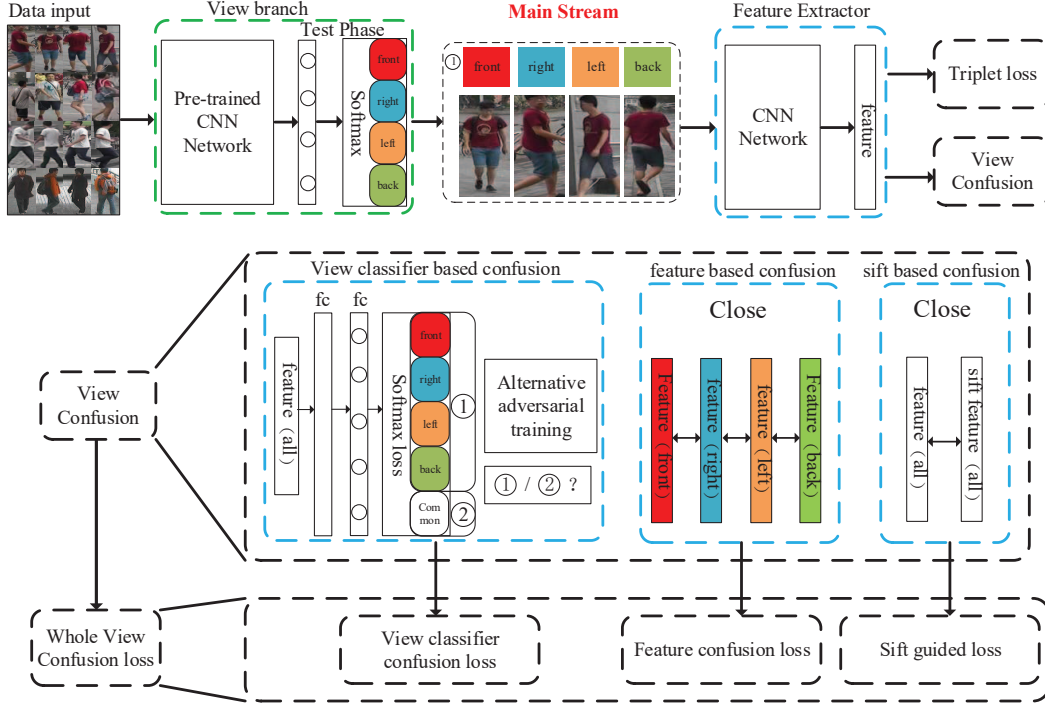 Data input
View branch
Test Phase
Pre-trained
CNN
Network
Softmax
front
right
left
back
Main Stream
①
front
right
left
back
Feature Extractor
CNN
Network
feature
Triplet loss
View
Confusion
View classifier based confusion
fc
fc
feature（all）
Softmax loss
front
right
left
back
Com
mon
①
②
Alternative
adversarial
training
① / ② ?
feature based confusion
Close
Feature（front）
feature（right）
feature（left）
Feature（back）
sift based confusion
Close
feature（all）
sift feature（all）
View
Confusion
Whole View
Confusion loss
View classifier
confusion loss
Feature confusion loss
Sift guided loss